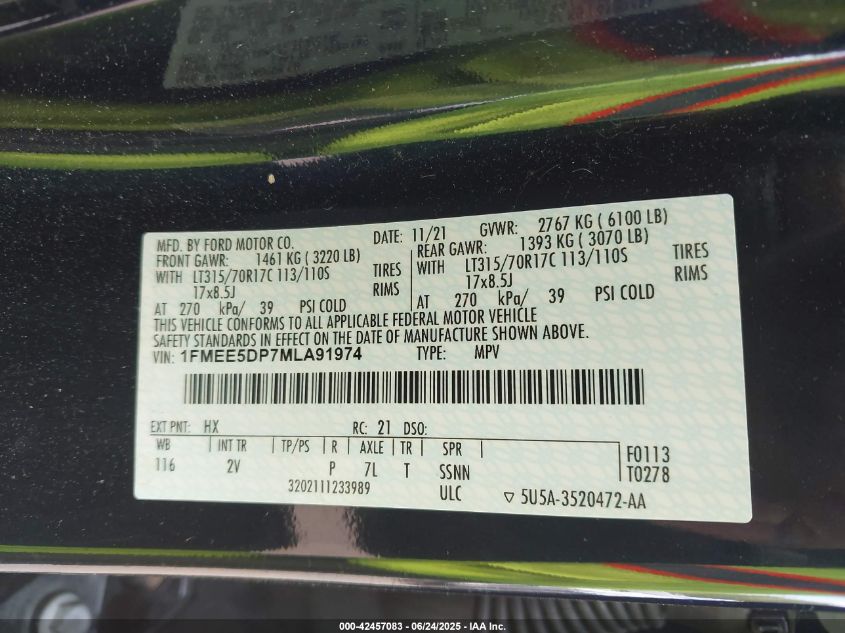 MFD. BY FORD MOTOR CO.
DATE: 11/21
GVWR: 2767 KG ( 6100 LB)
FRONT GAWR: 1461 KG ( 3220 LB)
REAR GAWR: 1393 KG ( 3070 LB)
WITH LT315/70R17C 113/110S TIRES
WITH LT315/70R17C 113/110S TIRES
17x8.5J RIMS
17x8.5J RIMS
AT 270 kPa/ 39 PSI COLD
AT 270 kPa/ 39 PSI COLD
THIS VEHICLE CONFORMS TO ALL APPLICABLE FEDERAL MOTOR VEHICLE
SAFETY STANDARDS IN EFFECT ON THE DATE OF MANUFACTURE SHOWN ABOVE.
VIN: 1FMEE5DP7MLA91974 TYPE: MPV
EXT PNT: HX RC: 21 DSO:
WB INT TR TP/PS R AXLE TR SPR
116 2V P 7L T SSNN
F0113
T0278
3202111233989 ULC ▽ 5U5A-3520472-AA
000-42457083 - 06/24/2025 - IAA Inc.